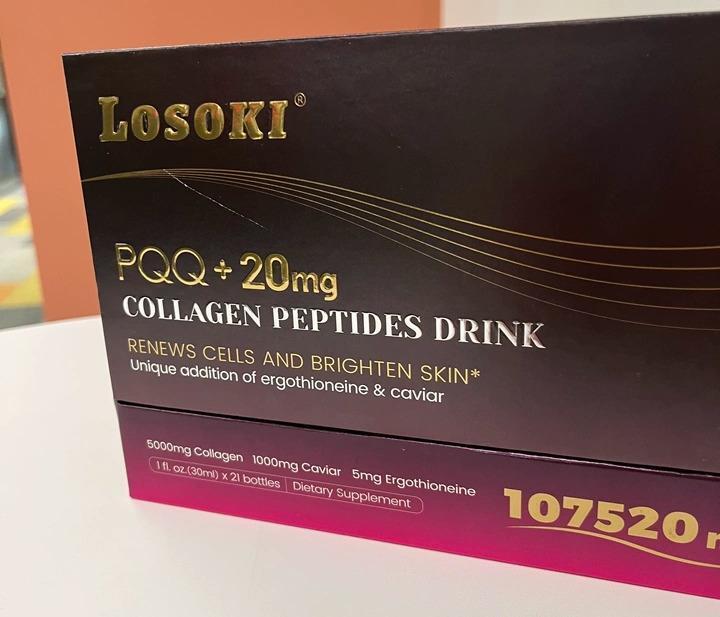 LOSOKI®
PQQ + 20mg
COLLAGEN PEPTIDES DRINK
RENEWS CELLS AND BRIGHTEN SKIN*
Unique addition of ergothioneine & caviar
5000mg Collagen 1000mg Caviar 5mg Ergothioneine
1 fl. oz.(30ml) x 21 bottles | Dietary Supplement
107520